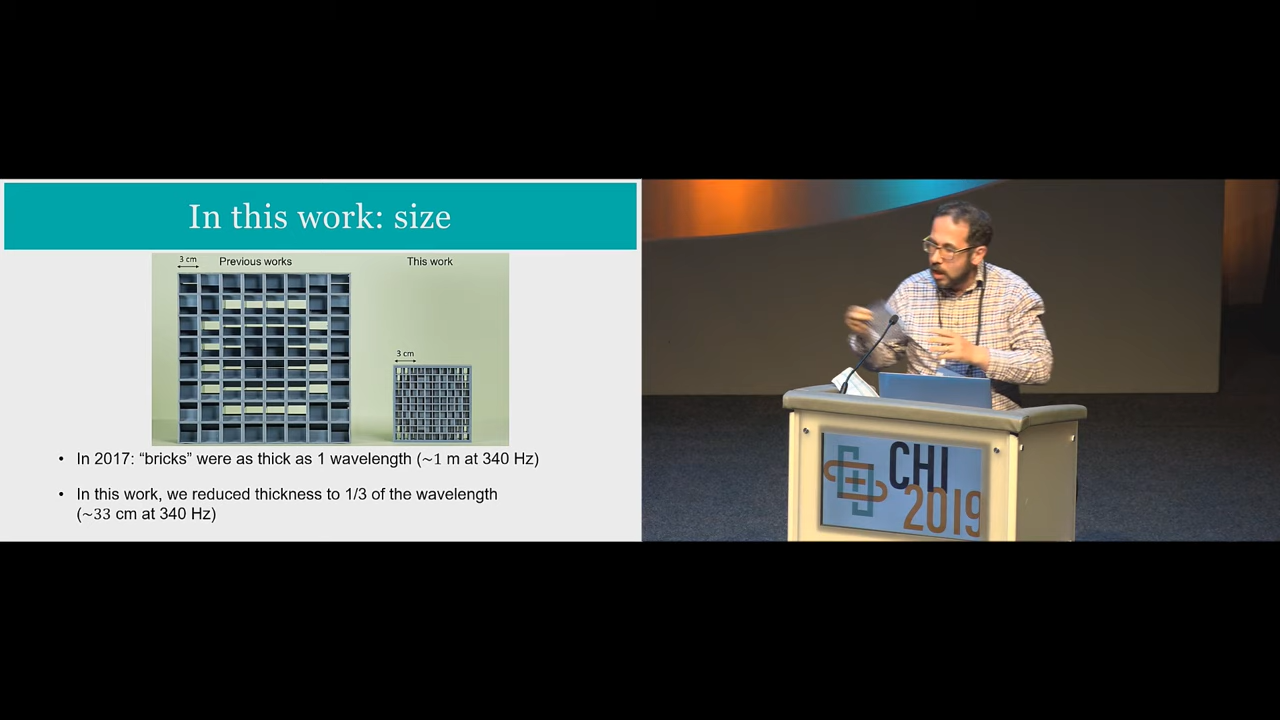 In this work: size
3 cm
Previous works
This work
3 cm
• In 2017: “bricks” were as thick as 1 wavelength (~1 m at 340 Hz)
• In this work, we reduced thickness to 1/3 of the wavelength
(~33 cm at 340 Hz)
CHI
2019